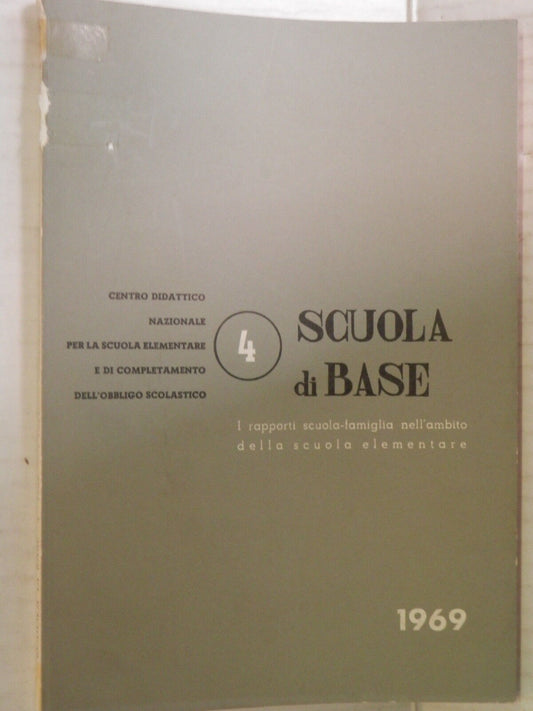 CENTRO DIDATTICO
NAZIONALE
PER LA SCUOLA ELEMENTARE
E DI COMPLETAMENTO
DELL'OBBLIGO SCOLASTICO
4
SCUOLA
di BASE
I rapporti scuola-famiglia nell'ambito
della scuola elementare
1969